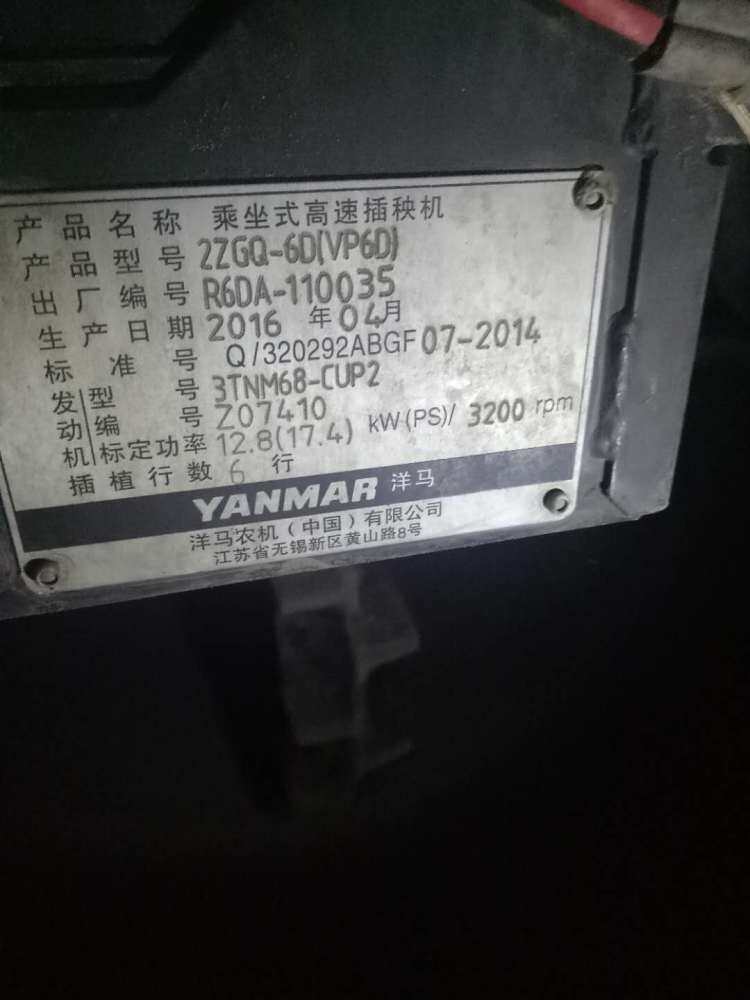 产品名称 乘坐式高速插秧机
产品型号 2ZGQ-6D(VP6D)
出厂编号 R6DA-110035
生产日期 2016 年 04月
标准号 Q/320292ABGF 07-2014
发动机 型号 3TNM68-CUP2
编号 Z07410
标定功率 12.8(17.4) kW(PS)/ 3200 rpm
插植行数 6 行
YANMAR 洋马
洋马农机(中国)有限公司
江苏省无锡新区黄山路8号